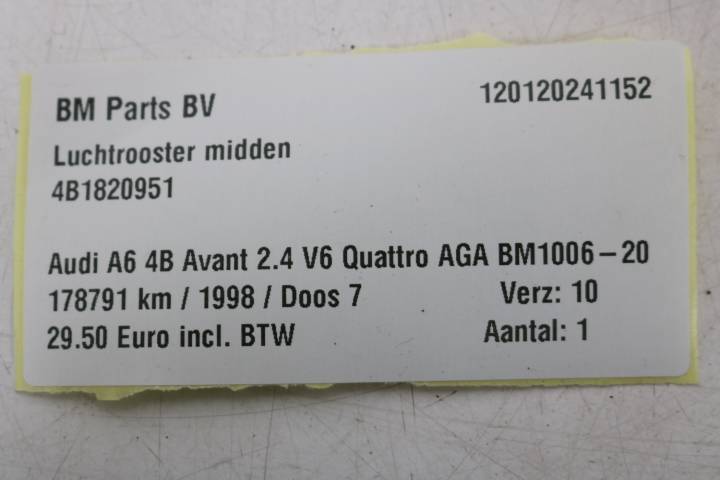 BM Parts BV 120120241152
Luchtrooster midden
4B1820951
Audi A6 4B Avant 2.4 V6 Quattro AGA BM1006-20
178791 km / 1998 / Doos 7 Verz: 10
29.50 Euro incl. BTW Aantal: 1